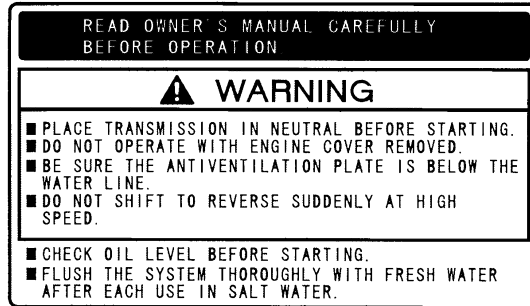 READ OWNER'S MANUAL CAREFULLY
BEFORE OPERATION
WARNING
■ PLACE TRANSMISSION IN NEUTRAL BEFORE STARTING.
■ DO NOT OPERATE WITH ENGINE COVER REMOVED.
■ BE SURE THE ANTIVENTILATION PLATE IS BELOW THE
WATER LINE.
■ DO NOT SHIFT TO REVERSE SUDDENLY AT HIGH
SPEED.
■ CHECK OIL LEVEL BEFORE STARTING.
■ FLUSH THE SYSTEM THOROUGHLY WITH FRESH WATER
AFTER EACH USE IN SALT WATER.